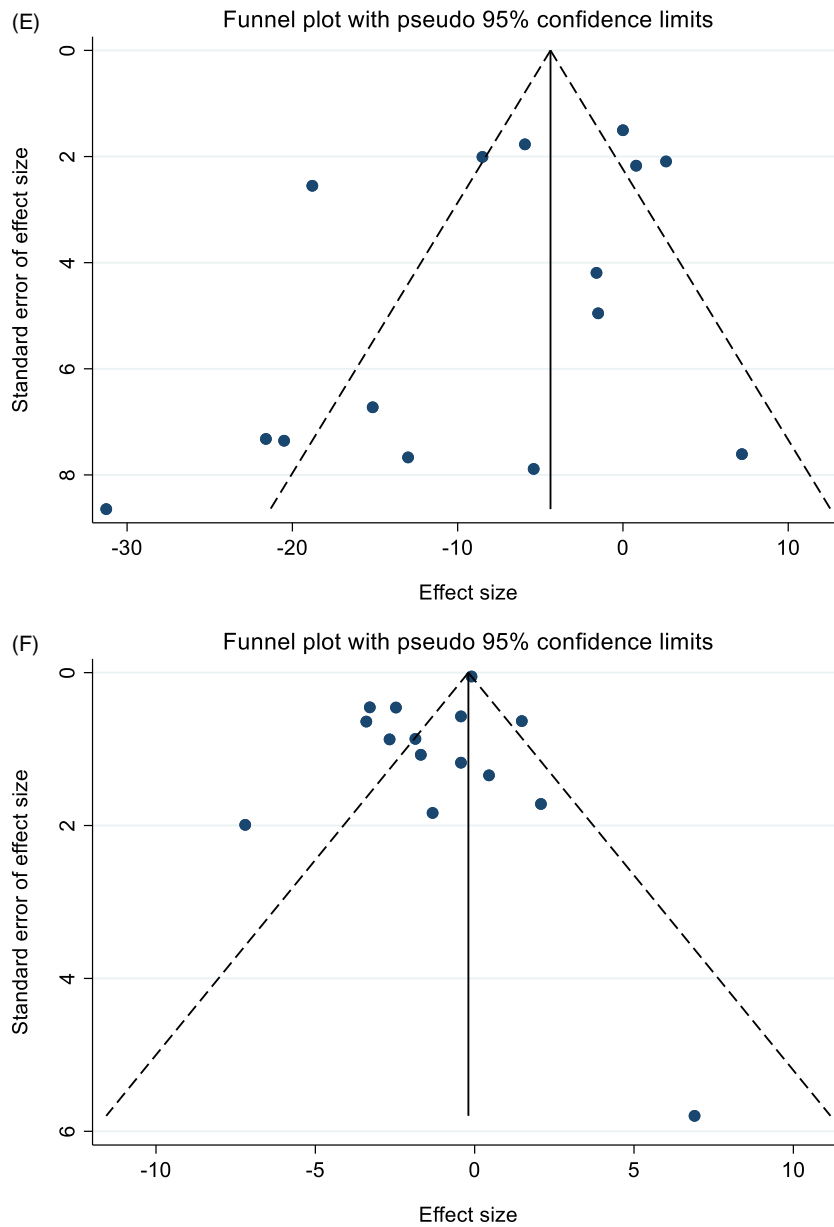 (E)
Funnel plot with pseudo 95% confidence limits
Standard error of effect size
0
2
4
6
8
-30 -20 -10 0 10
Effect size
(F)
Funnel plot with pseudo 95% confidence limits
Standard error of effect size
0
2
4
6
-10 -5 0 5 10
Effect size